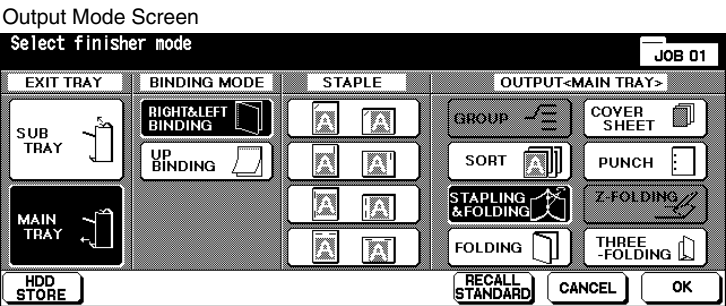 Output Mode Screen
Select finisher mode
JOB 01
EXIT TRAY
BINDING MODE
STAPLE
OUTPUT<MAIN TRAY>
SUB
TRAY
MAIN
TRAY
RIGHT&LEFT
BINDING
UP
BINDING
A A
A A
A A
A A
GROUP
COVER
SHEET
SORT
A
PUNCH
STAPLING
&FOLDING
Z-FOLDING
FOLDING
THREE
-FOLDING
HDD
STORE
RECALL
STANDARD
CANCEL
OK